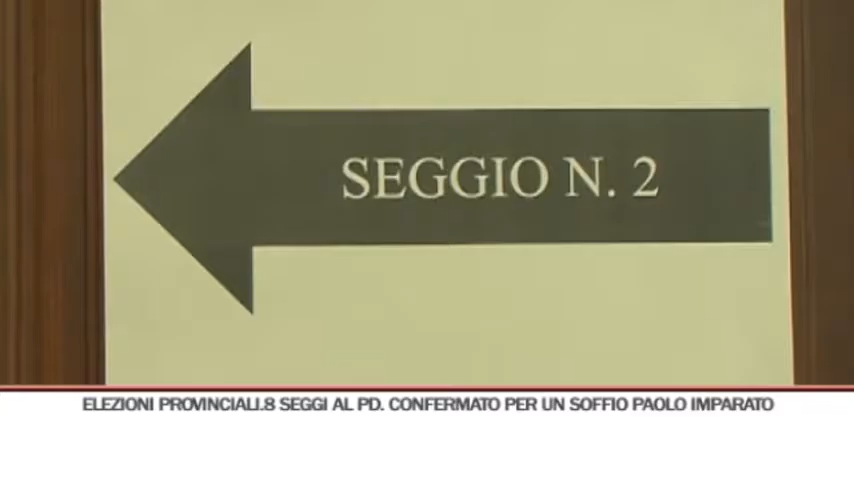 SEGGIO N. 2
ELEZIONI PROVINCIALI.8 SEGGI AL PD. CONFERMATO PER UN SOFFIO PAOLO IMPARATO